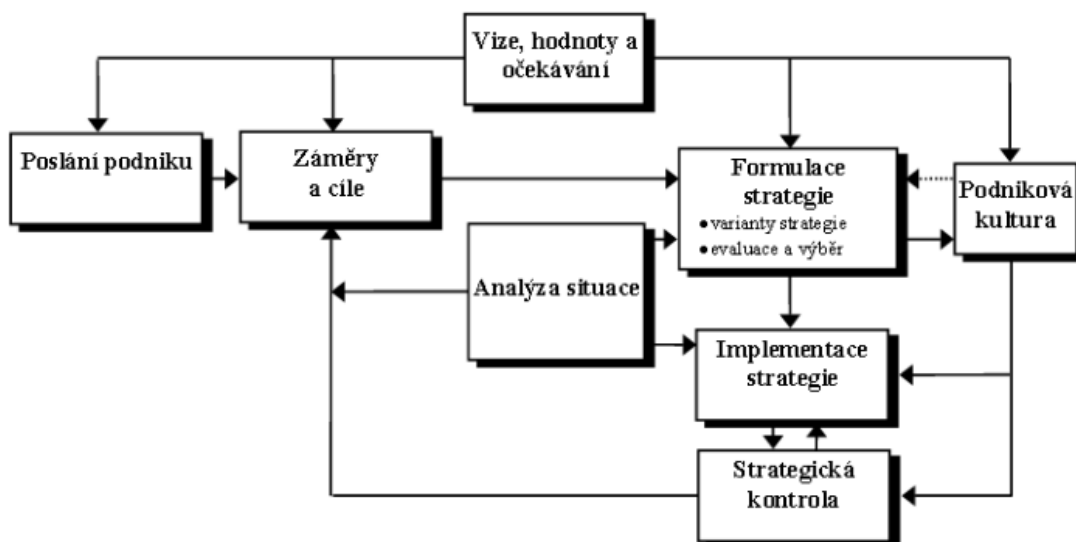 Vize, hodnoty a
očekávání
Poslání podniku
Záměry
a cíle
Formulace
strategie
• varianty strategie
• evaluace a výběr
Podniková
kultura
Analýza situace
Implementace
strategie
Strategická
kontrola